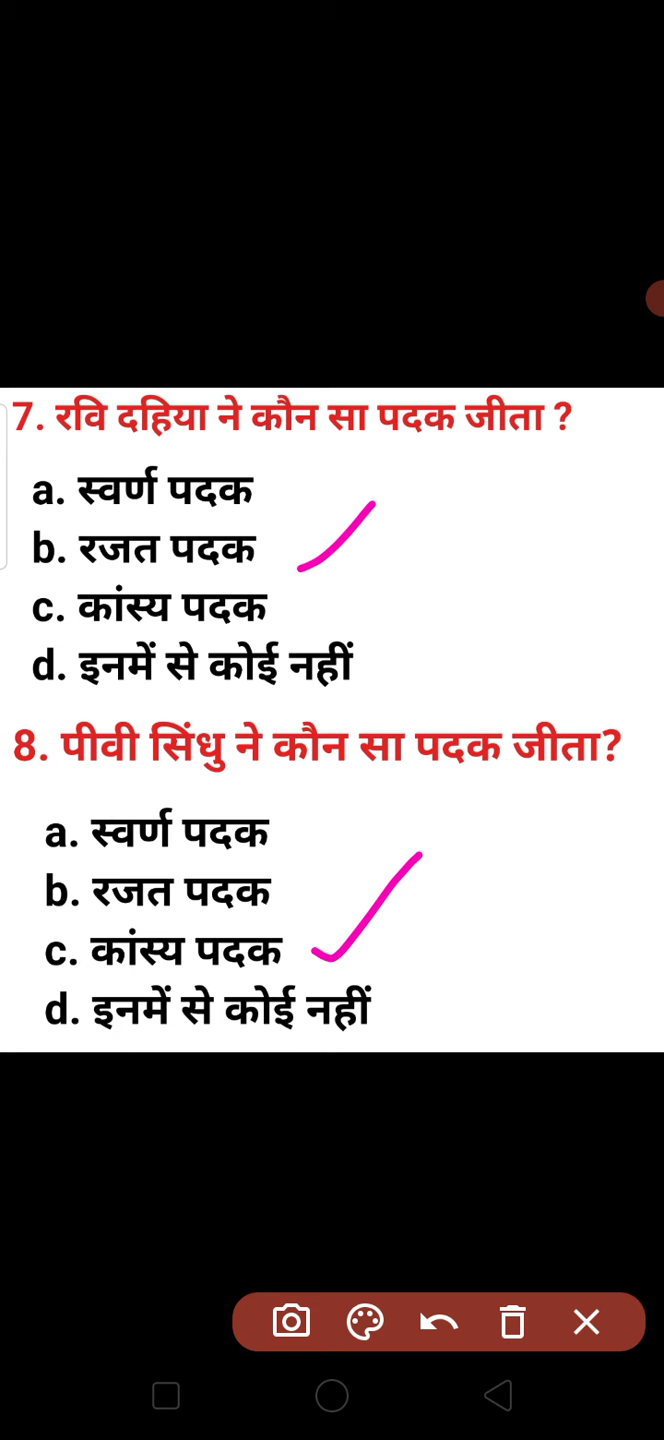 7. रवि दहिया ने कौन सा पदक जीता ?
a. स्वर्ण पदक
b. रजत पदक
c. कांस्य पदक
d. इनमें से कोई नहीं
8. पीवी सिंधु ने कौन सा पदक जीता?
a. स्वर्ण पदक
b. रजत पदक
c. कांस्य पदक
d. इनमें से कोई नहीं